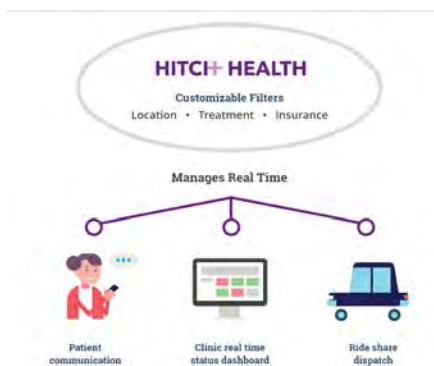 HITCH HEALTH
Customizable Filters
Location • Treatment • Insurance
Manages Real Time
Patient
communication
Clinic real time
status dashboard
Ride share
dispatch